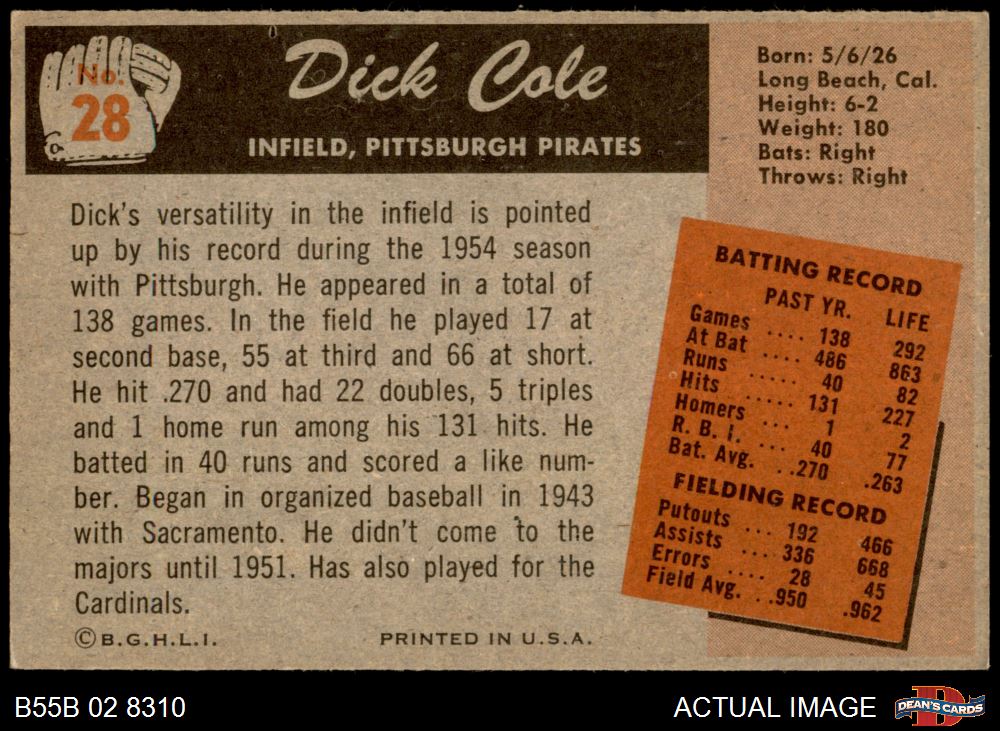 No.
28
Dick Cole
INFIELD, PITTSBURGH PIRATES
Born: 5/6/26
Long Beach, Cal.
Height: 6-2
Weight: 180
Bats: Right
Throws: Right
Dick's versatility in the infield is pointed
up by his record during the 1954 season
with Pittsburgh. He appeared in a total of
138 games. In the field he played 17 at
second base, 55 at third and 66 at short.
He hit .270 and had 22 doubles, 5 triples
and 1 home run among his 131 hits. He
batted in 40 runs and scored a like num-
ber. Began in organized baseball in 1943
with Sacramento. He didn't come to the
majors until 1951. Has also played for the
Cardinals.
©B.G.H.L.I. PRINTED IN U.S.A.
BATTING RECORD
PAST YR. LIFE
Games .... 138 292
At Bat .... 486 863
Runs ..... 40 82
Hits ..... 131 227
Homers ... 1 2
R. B. I. ... 40 77
Bat. Avg. ..270 .263
FIELDING RECORD
Putouts ... 192 466
Assists ... 336 668
Errors .... 28 45
Field Avg. ..950 .962
B55B 02 8310 ACTUAL IMAGE
DEAN'S CARDS